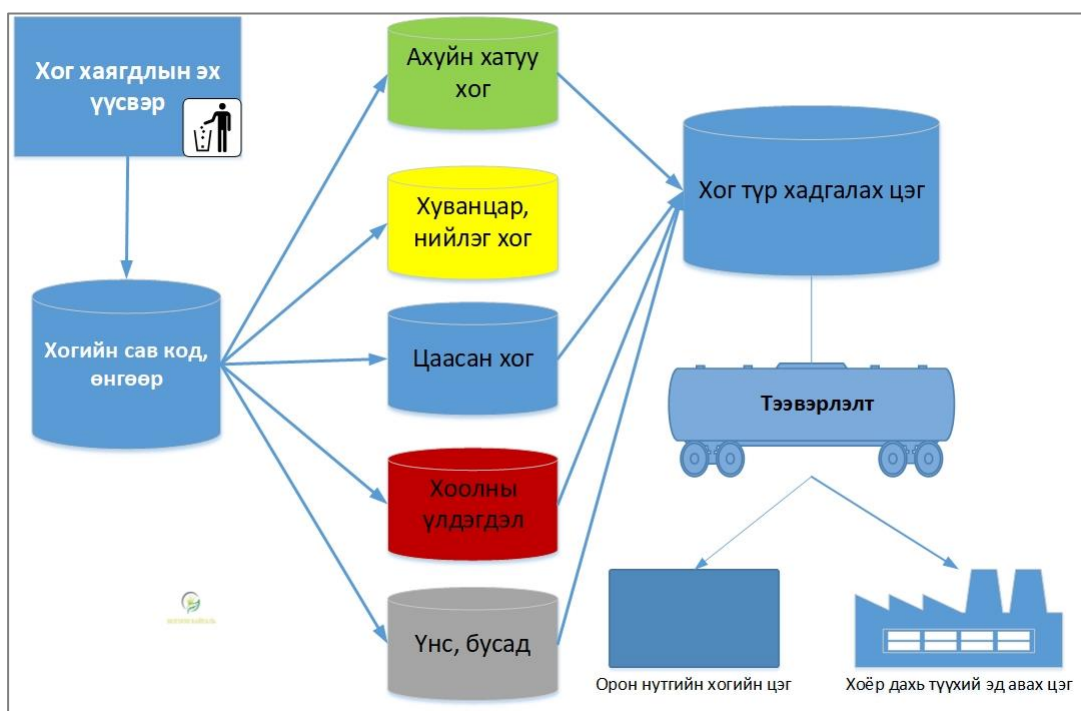 Хог хаягдлын эх
үүсвэр
Хогийн сав код,
өнгөөр
Ахуйн хатуу
хог
Хуванцар,
нийлэг хог
Цаасан хог
Хоолны
үлдэгдэл
Үнс, бусад
Хог түр хадгалах цэг
Тээвэрлэлт
Орон нутгийн хогийн цэг
Хоёр дахь түүхий эд авах цэг